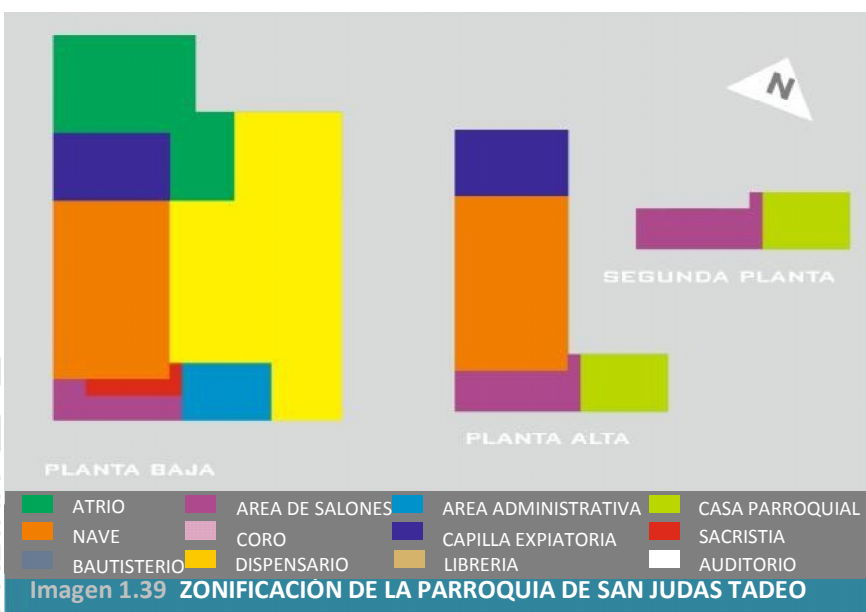 N
SEGUNDA PLANTA
PLANTA ALTA
PLANTA BAJA
ATRIO AREA DE SALONES AREA ADMINISTRATIVA CASA PARROQUIAL
NAVE CORO CAPILLA EXPIATORIA SACRISTIA
BAUTISTERIO DISPENSARIO LIBRERIA AUDITORIO
Imagen 1.39 ZONIFICACIÓN DE LA PARROQUIA DE SAN JUDAS TADEO